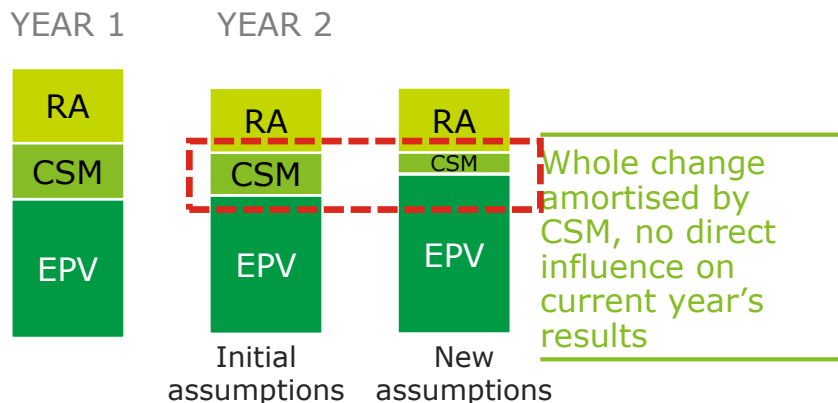 YEAR 1
YEAR 2
RA
CSM
EPV
RA
CSM
EPV
RA
CSM
EPV
Initial
assumptions
New
assumptions
Whole change
amortised by
CSM, no direct
influence on
current year’s
results